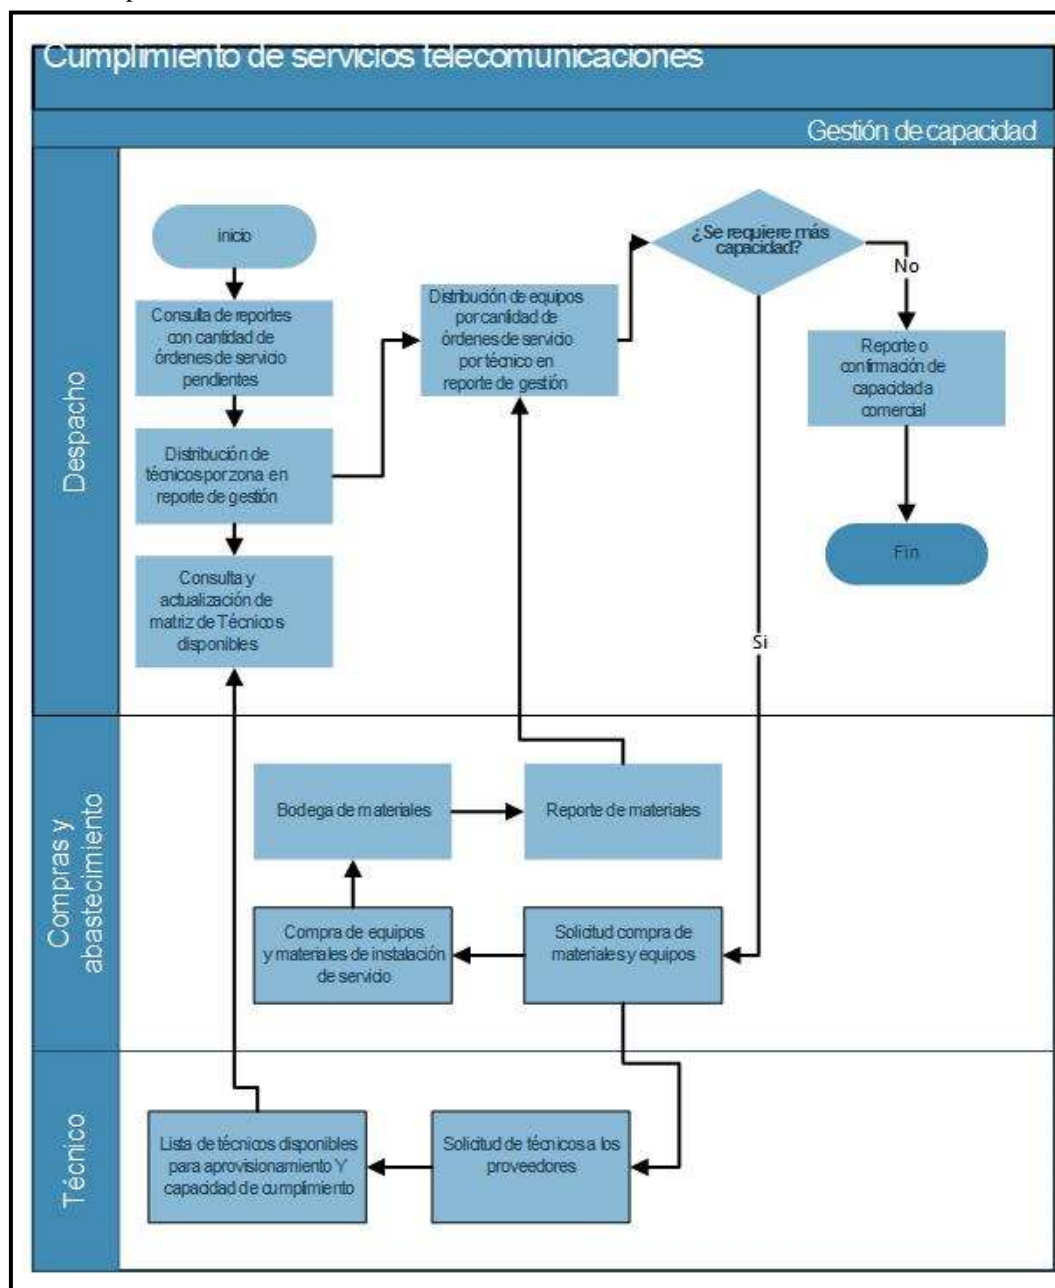 Cumplimiento de servicios telecomunicaciones
Gestión de capacidad
Despacho
inicio
Consulta de reportes
con cantidad de
órdenes de servicio
pendientes
Distribución de
técnicos por zona en
reporte de gestión
Consulta y
actualización de
matriz de Técnicos
disponibles
Distribución de equipos
por cantidad de
órdenes de servicio
por técnico en
reporte de gestión
¿Se requiere más
capacidad?
No
Reporte o
confirmación de
capacidad a
comercial
Fin
Si
Compras y
abastecimiento
Bodega de materiales
Reporte de materiales
Compra de equipos
y materiales de instalación
de servicio
Solicitud compra de
materiales y equipos
Técnico
Lista de técnicos disponibles
para aprovisionamiento Y
capacidad de cumplimiento
Solicitud de técnicos a los
proveedores